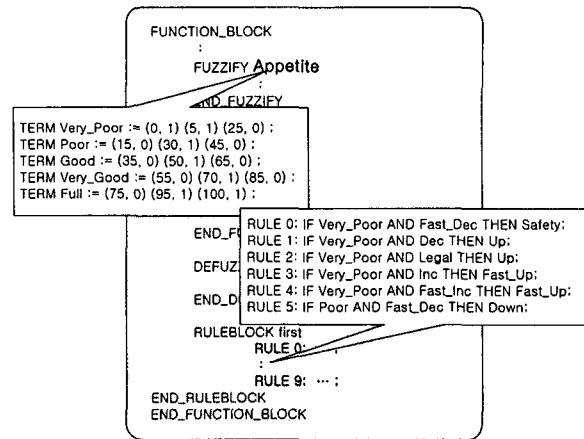 FUNCTION_BLOCK
:
FUZZIFY Appetite
:
END_FUZZIFY
TERM Very_Poor := (0, 1) (5, 1) (25, 0) ;
TERM Poor := (15, 0) (30, 1) (45, 0) ;
TERM Good := (35, 0) (50, 1) (65, 0) ;
TERM Very_Good := (55, 0) (70, 1) (85, 0) ;
TERM Full := (75, 0) (95, 1) (100, 1) ;
RULE 0: IF Very_Poor AND Fast_Dec THEN Safety;
RULE 1: IF Very_Poor AND Dec THEN Up;
RULE 2: IF Very_Poor AND Legal THEN Up;
RULE 3: IF Very_Poor AND Inc THEN Fast_Up;
RULE 4: IF Very_Poor AND Fast_Inc THEN Fast_Up;
RULE 5: IF Poor AND Fast_Dec THEN Down;
RULEBLOCK first
RULE 0:
:
RULE 9: ... ;
END_RULEBLOCK
END_FUNCTION_BLOCK